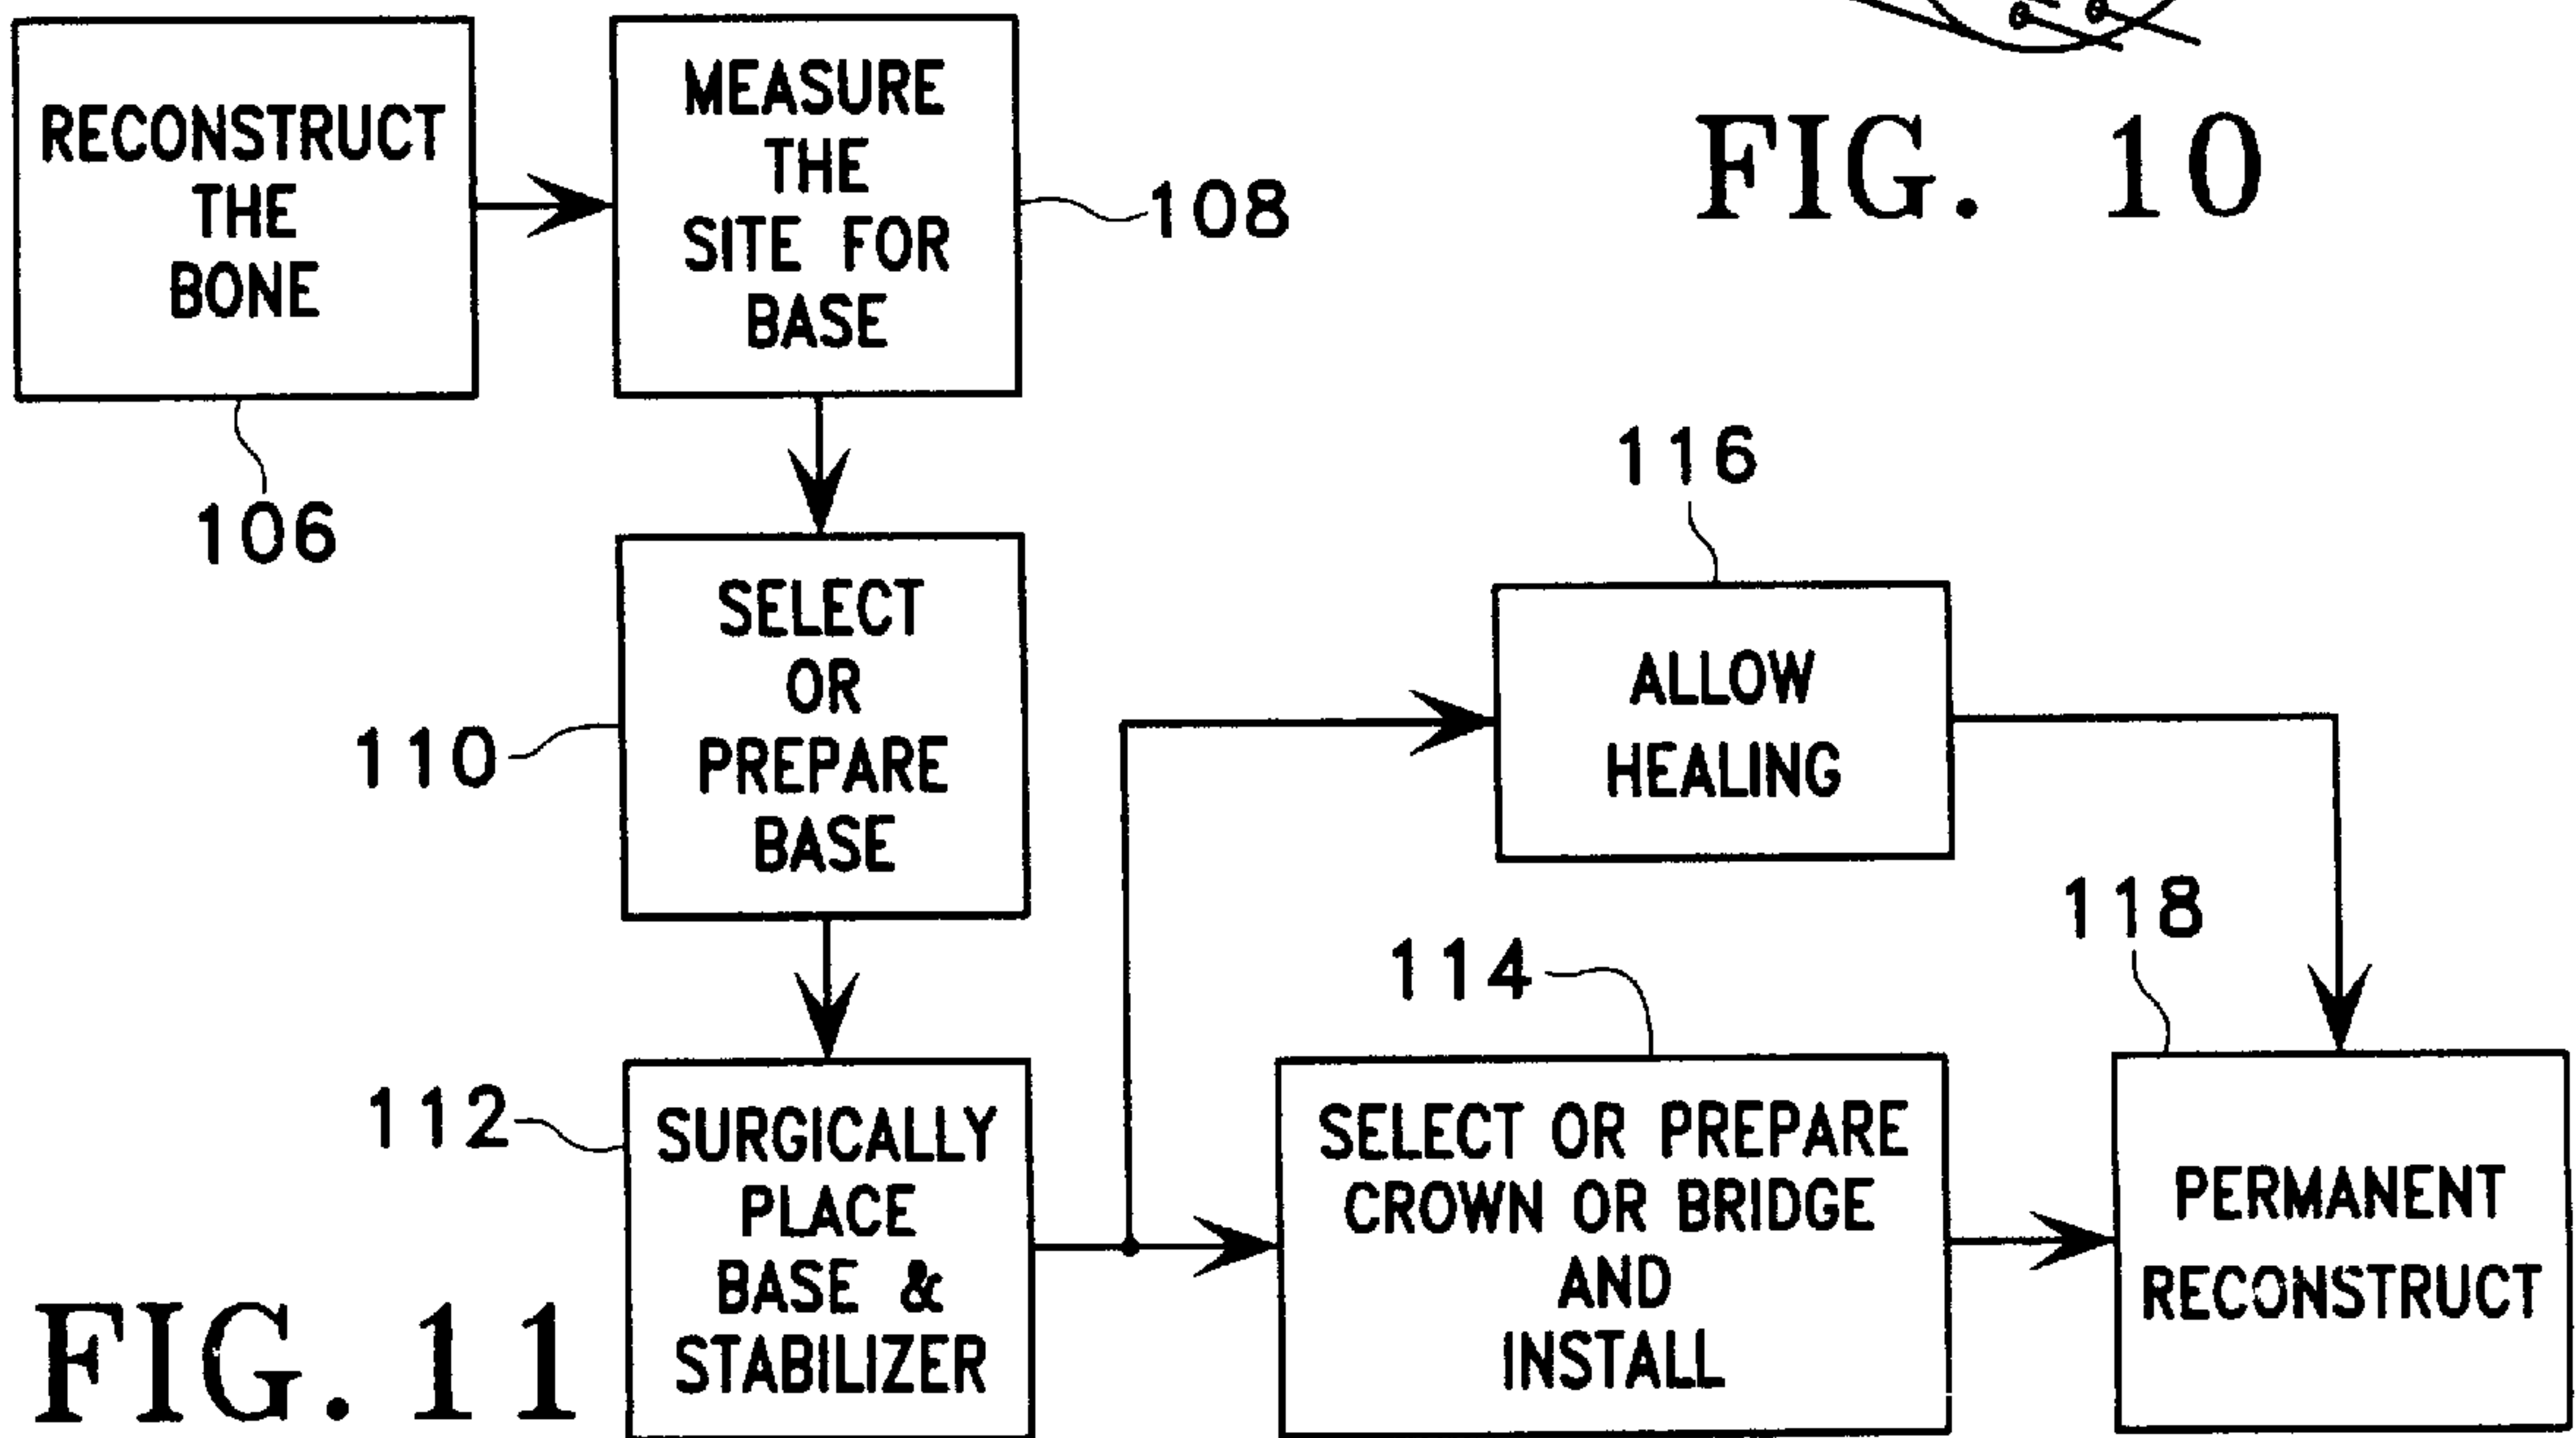 RECONSTRUCT
THE
BONE
106
MEASURE
THE
SITE FOR
BASE
108
FIG. 10
SELECT
OR
PREPARE
BASE
110
SURGICALLY
PLACE
BASE &
STABILIZER
112
116
ALLOW
HEALING
114
SELECT OR PREPARE
CROWN OR BRIDGE
AND
INSTALL
118
PERMANENT
RECONSTRUCT
FIG. 11